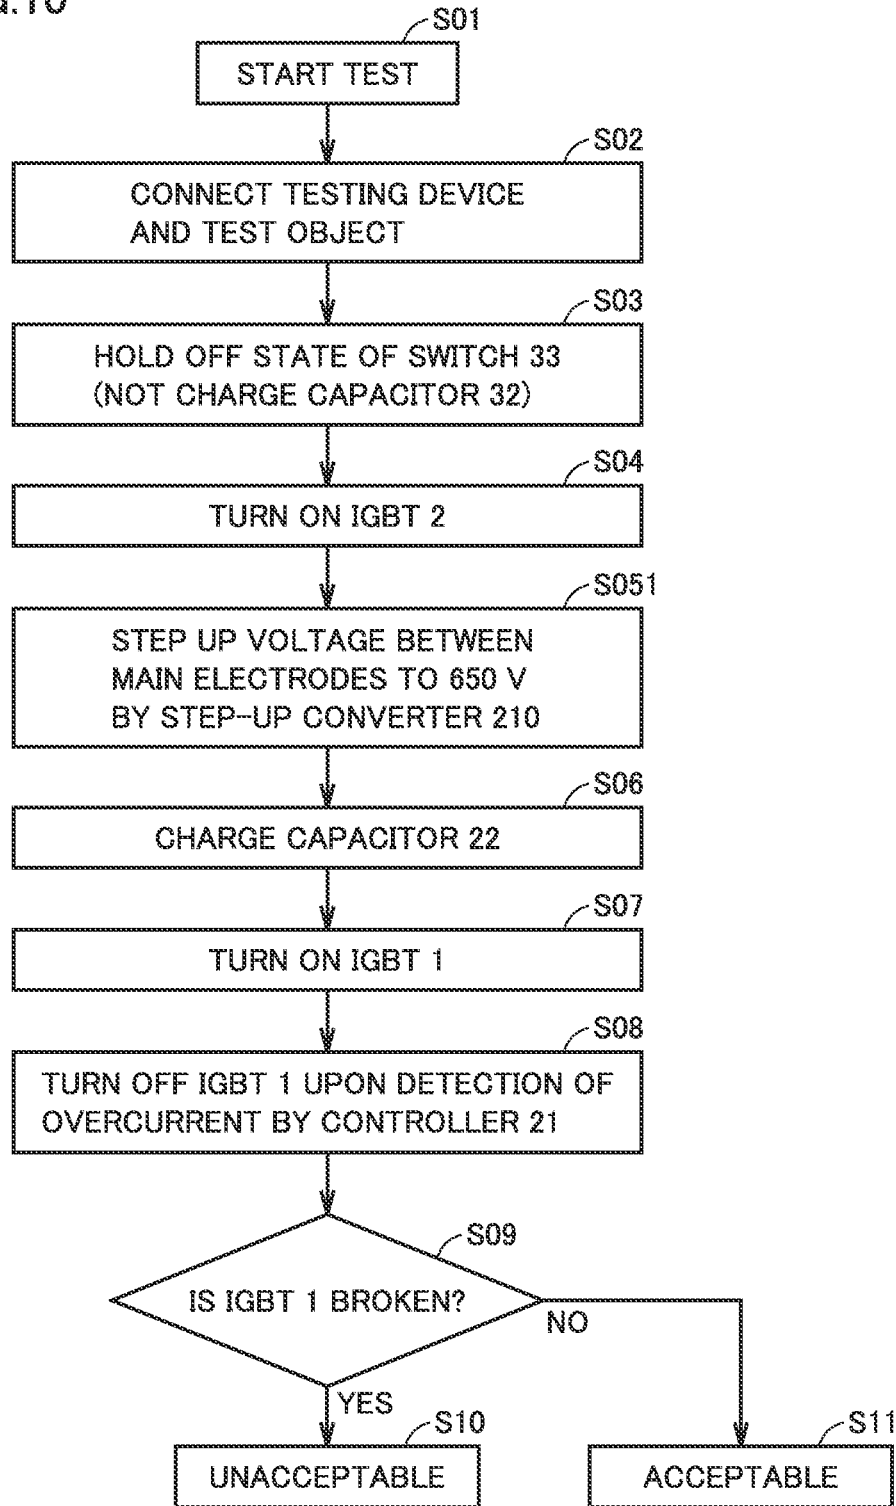 S01
START TEST
S02
CONNECT TESTING DEVICE
AND TEST OBJECT
S03
HOLD OFF STATE OF SWITCH 33
(NOT CHARGE CAPACITOR 32)
S04
TURN ON IGBT 2
S051
STEP UP VOLTAGE BETWEEN
MAIN ELECTRODES TO 650 V
BY STEP-UP CONVERTER 210
S06
CHARGE CAPACITOR 22
S07
TURN ON IGBT 1
S08
TURN OFF IGBT 1 UPON DETECTION OF
OVERCURRENT BY CONTROLLER 21
S09
IS IGBT 1 BROKEN?
NO
YES
S10
UNACCEPTABLE
S11
ACCEPTABLE